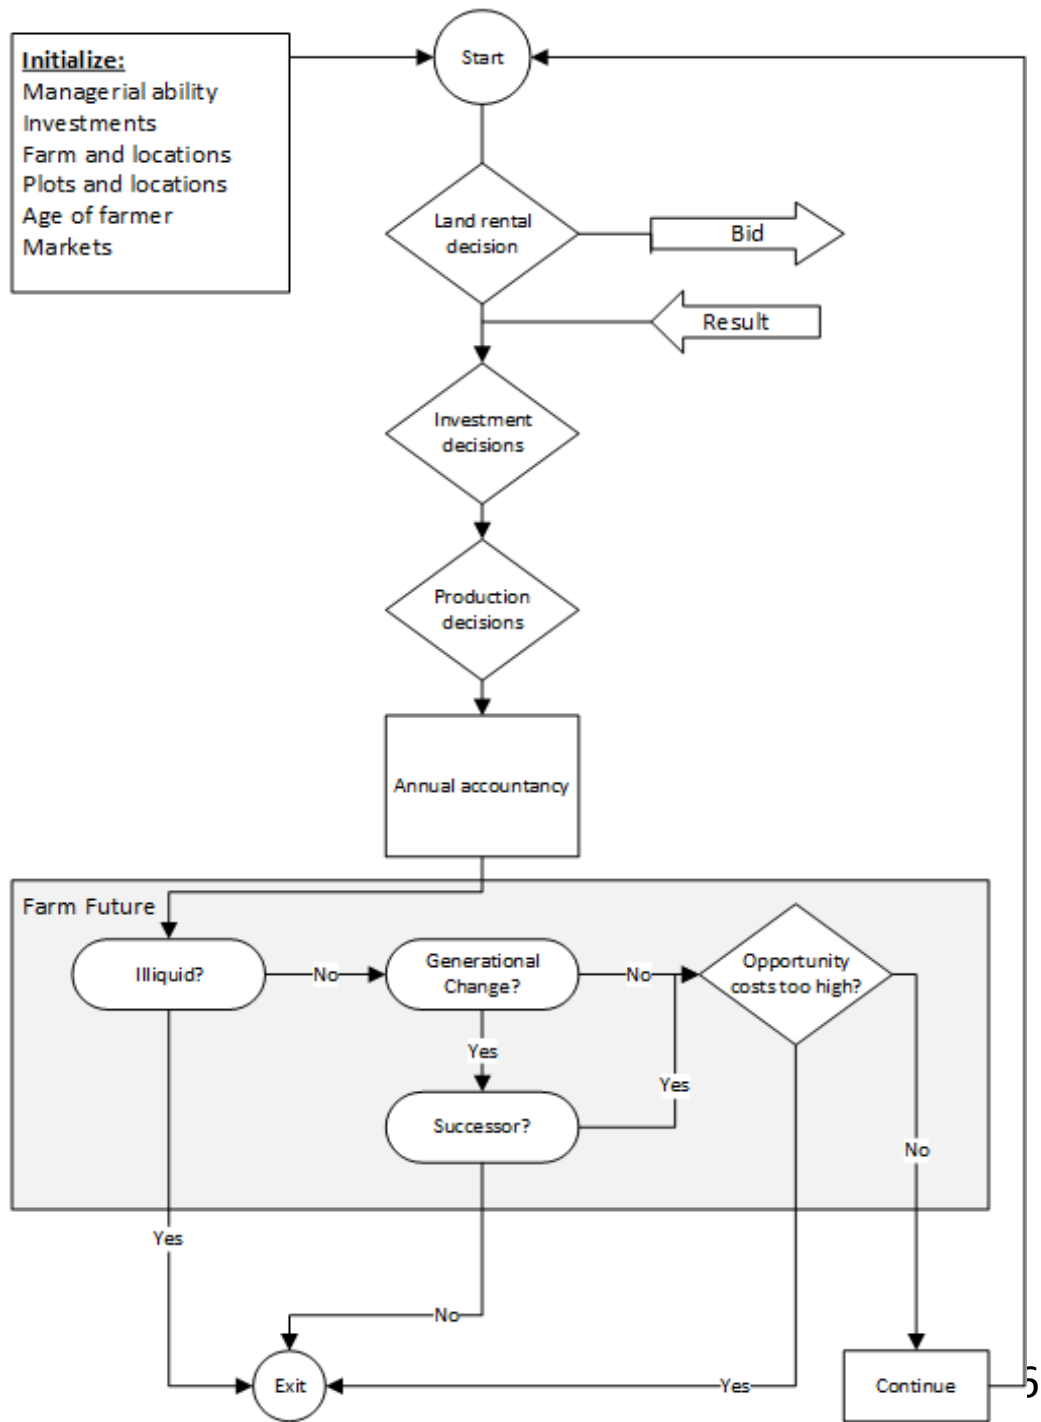 Initialize:
Managerial ability
Investments
Farm and locations
Plots and locations
Age of farmer
Markets
Start
Land rental
decision
Bid
Result
Investment
decisions
Production
decisions
Annual accountancy
Farm Future
Illiquid?
No
Generational
Change?
No
Opportunity
costs too high?
Yes
Yes
Successor?
No
Yes
No
Exit
Yes
Continue
6